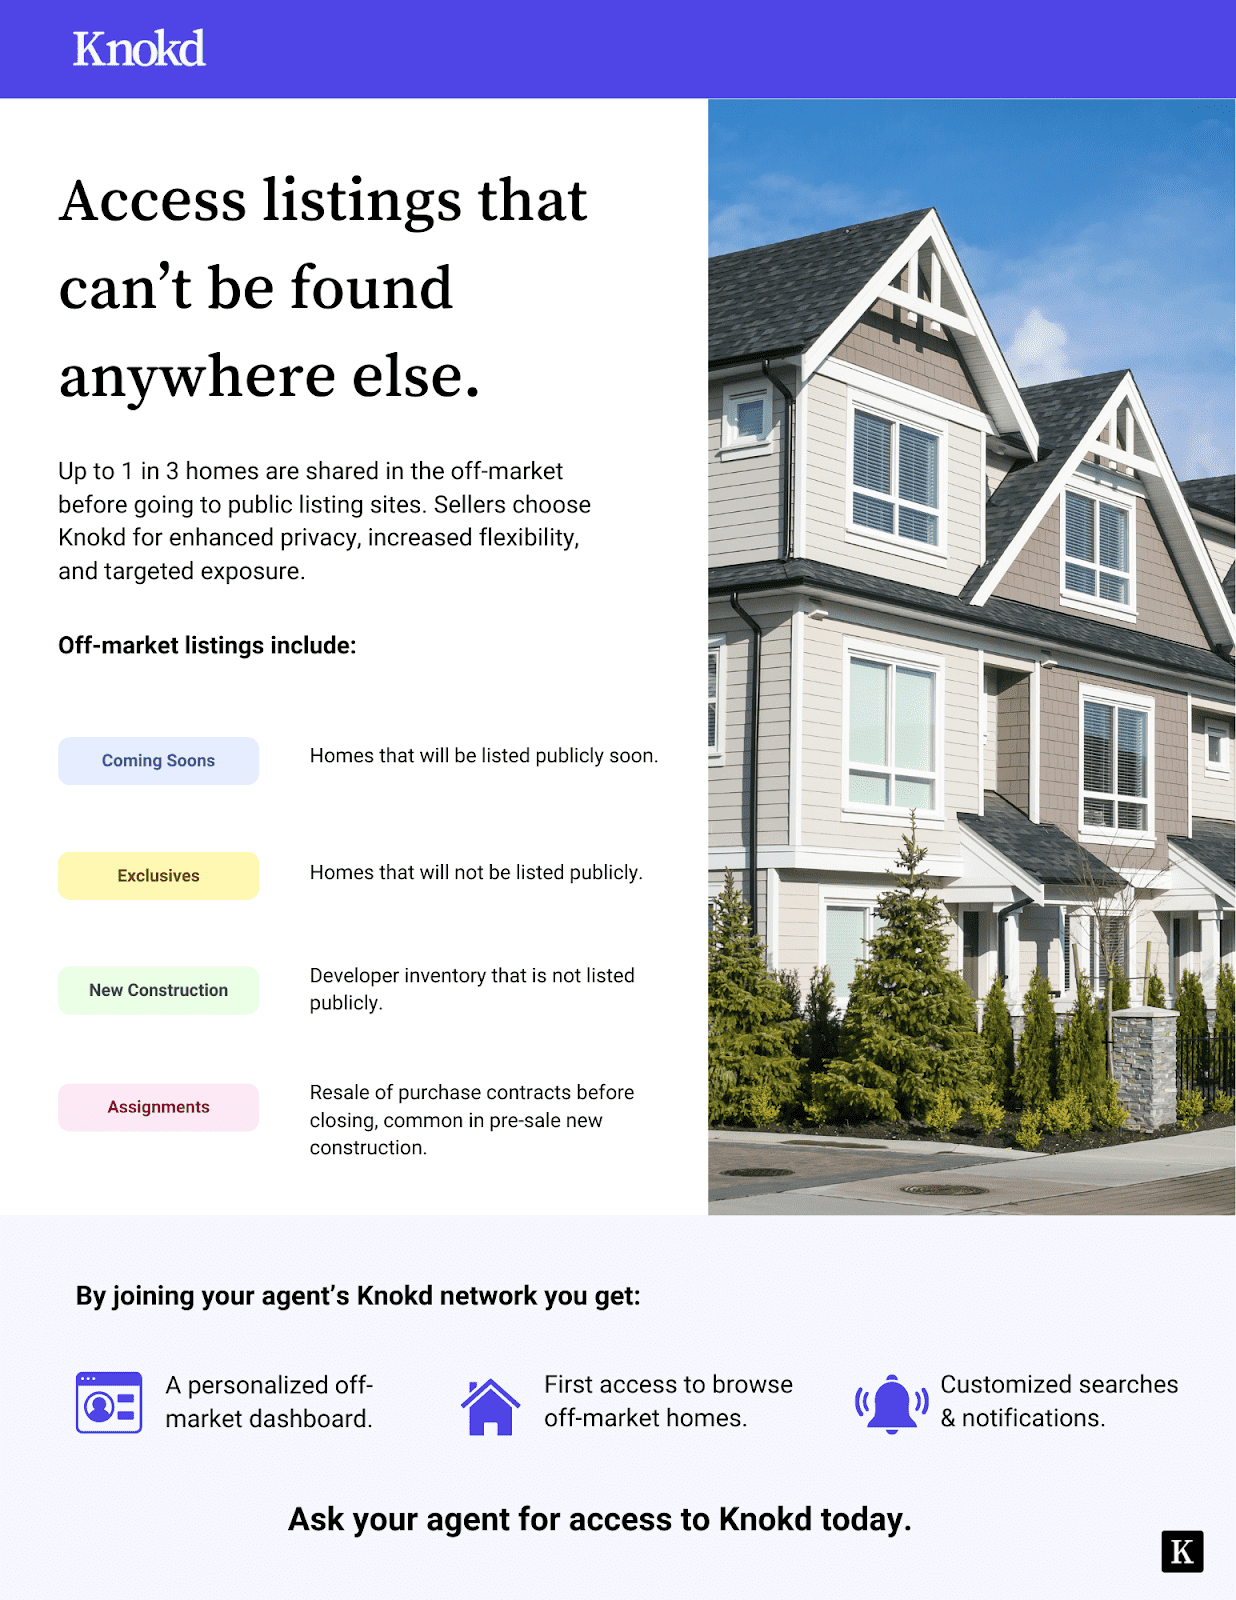 Knokd
Access listings that
can’t be found
anywhere else.
Up to 1 in 3 homes are shared in the off-market
before going to public listing sites. Sellers choose
Knokd for enhanced privacy, increased flexibility,
and targeted exposure.
Off-market listings include:
Coming Soons
Homes that will be listed publicly soon.
Exclusives
Homes that will not be listed publicly.
New Construction
Developer inventory that is not listed
publicly.
Assignments
Resale of purchase contracts before
closing, common in pre-sale new
construction.
By joining your agent’s Knokd network you get:
A personalized off-
market dashboard.
First access to browse
off-market homes.
Customized searches
& notifications.
Ask your agent for access to Knokd today.
K